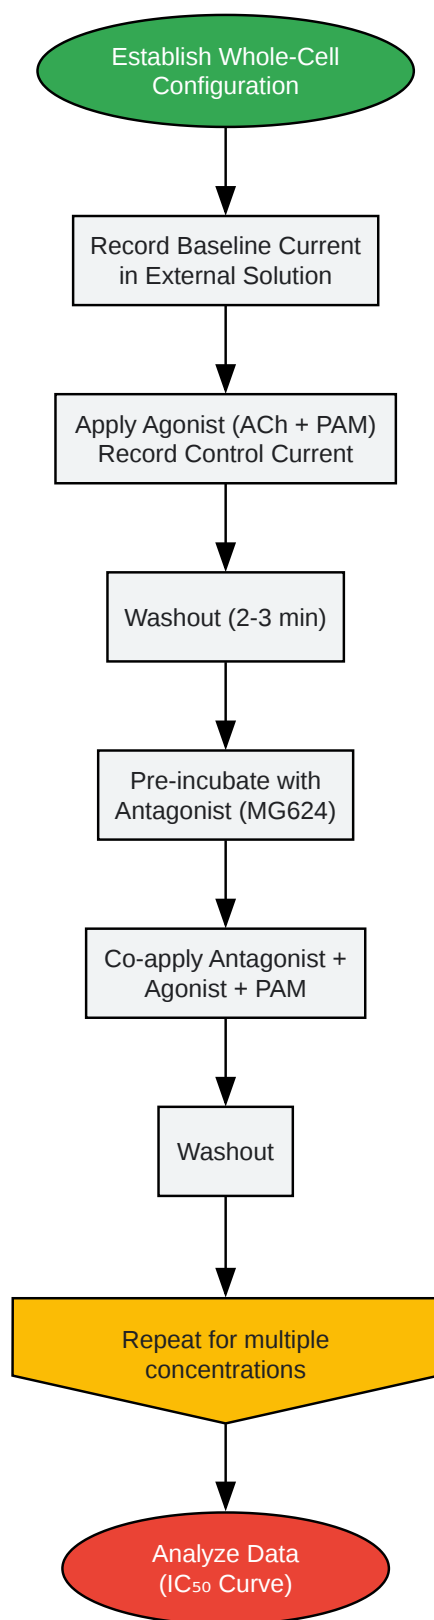 Establish Whole-Cell
Configuration
Record Baseline Current
in External Solution
Apply Agonist (ACh + PAM)
Record Control Current
Washout (2-3 min)
Pre-incubate with
Antagonist (MG624)
Co-apply Antagonist +
Agonist + PAM
Washout
Repeat for multiple
concentrations
Analyze Data
(IC₅₀ Curve)